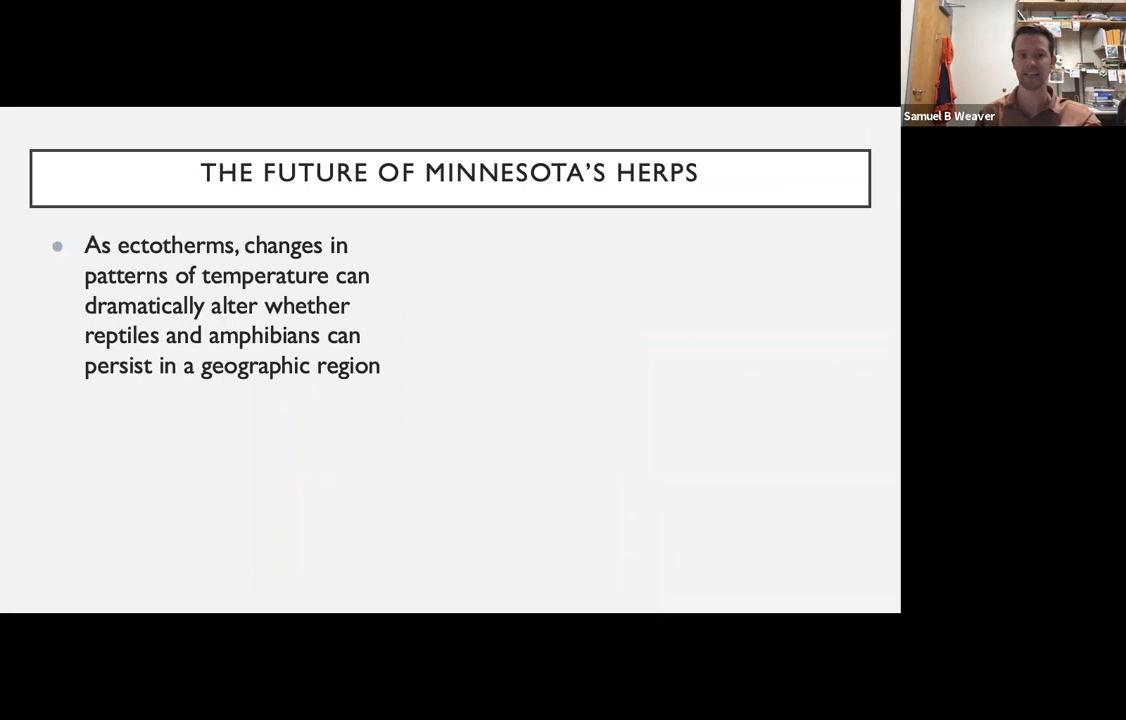 Samuel B Weaver
THE FUTURE OF MINNESOTA'S HERPS
As ectotherms, changes in
patterns of temperature can
dramatically alter whether
reptiles and amphibians can
persist in a geographic region